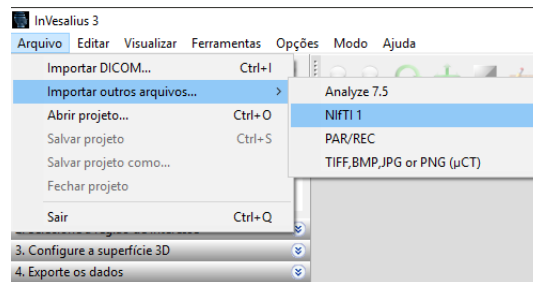 InVesalius 3
Arquivo Editar Visualizar Ferramentas Opções Modo Ajuda
Importar DICOM... Ctrl+I
Importar outros arquivos... >
Analyze 7.5
NIfTI 1
PAR/REC
TIFF,BMP,JPG or PNG (μCT)
Abrir projeto... Ctrl+O
Salvar projeto Ctrl+S
Salvar projeto como...
Fechar projeto
Sair Ctrl+Q
3. Configure a superfície 3D
4. Exporte os dados